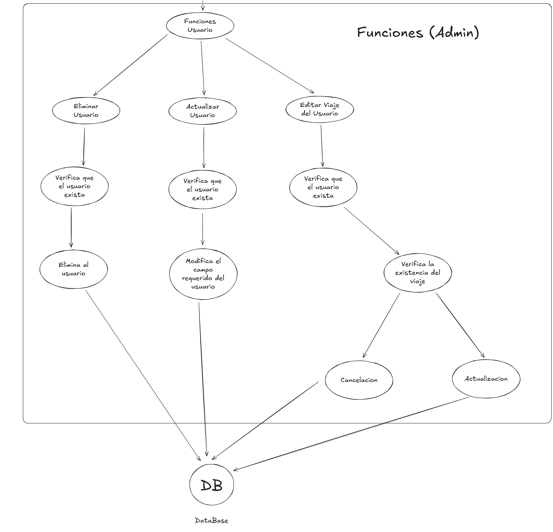 Funciones
Usuario
Funciones (Admin)
Eliminar
Usuario
Actualizar
Usuario
Editar Viaje
del Usuario
Verifica que
el usuario
exista
Verifica que
el usuario
exista
Verifica que
el usuario
exista
Elimina al
usuario
Modifica el
campo
requerido del
usuario
Verifica la
existencia del
viaje
Cancelacion
Actualizacion
DB
DataBase